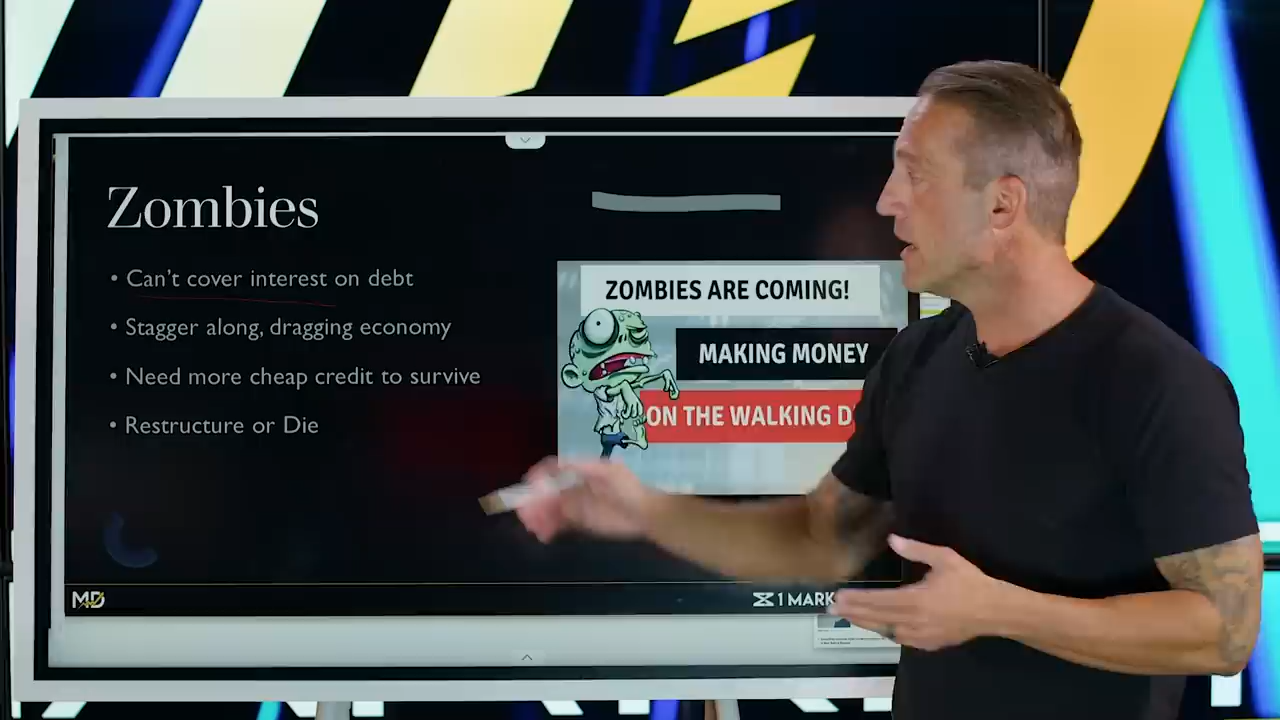 Zombies
• Can't cover interest on debt
• Stagger along, dragging economy
• Need more cheap credit to survive
• Restructure or Die
ZOMBIES ARE COMING!
MAKING MONEY
ON THE WALKING D
MD
1 MARK